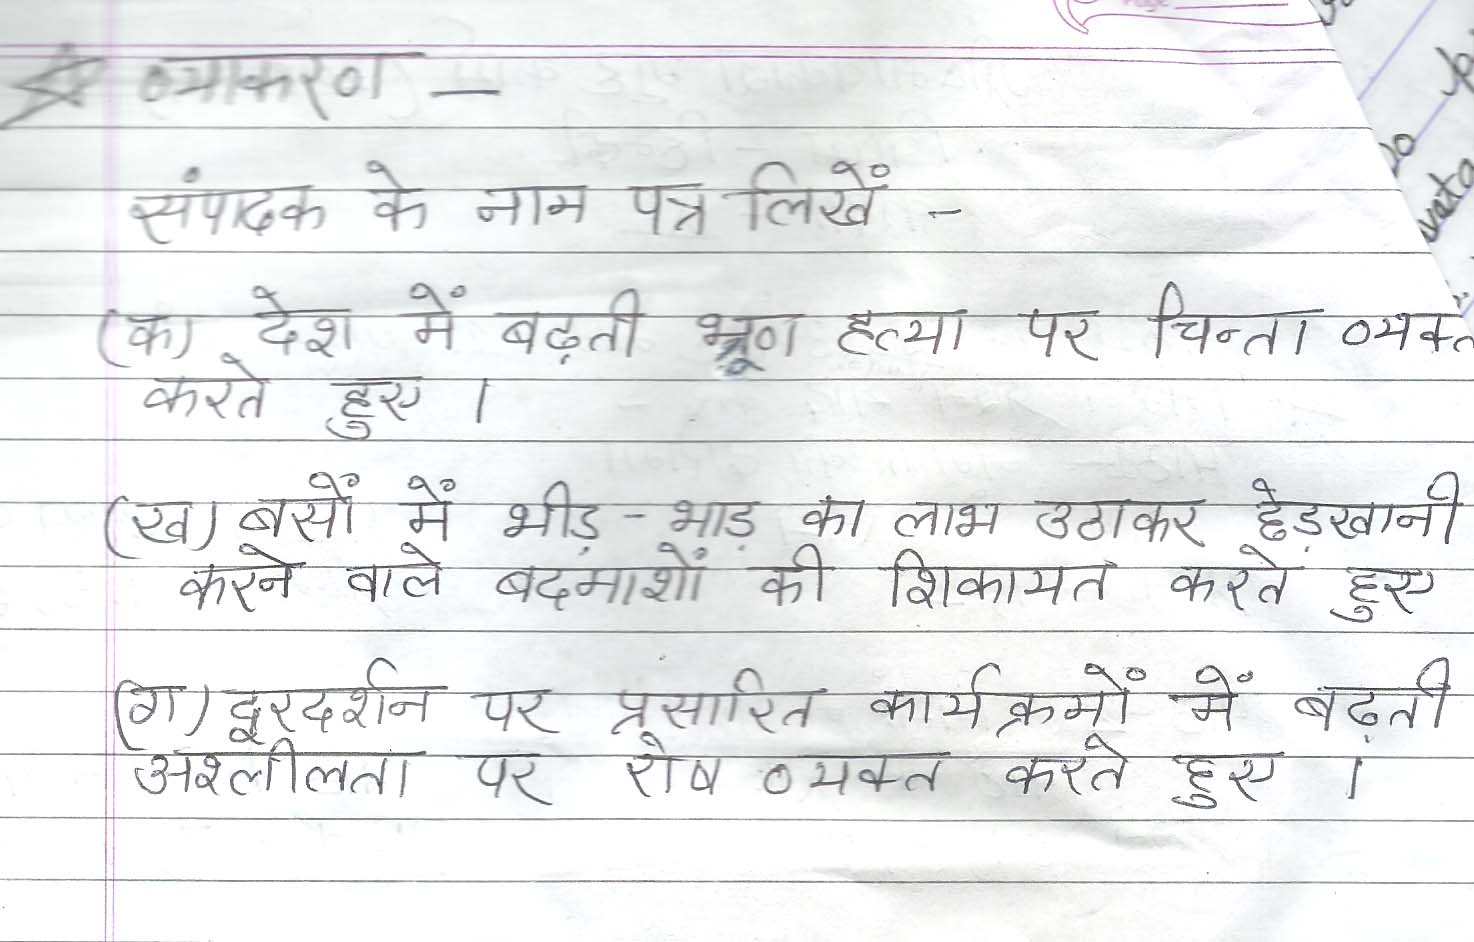 व्याकरण —
संपादक के नाम पत्र लिखें -
(क) देश में बढ़ती भ्रूण हत्या पर चिन्ता व्यक्त
करते हुए ।
(ख) बसों में भीड़ - भाड़ का लाभ उठाकर छेड़खानी
करने वाले बदमाशों की शिकायत करते हुए
(ग) दूरदर्शन पर प्रसारित कार्यक्रमों में बढ़ती
अश्लीलता पर रोष व्यक्त करते हुए ।